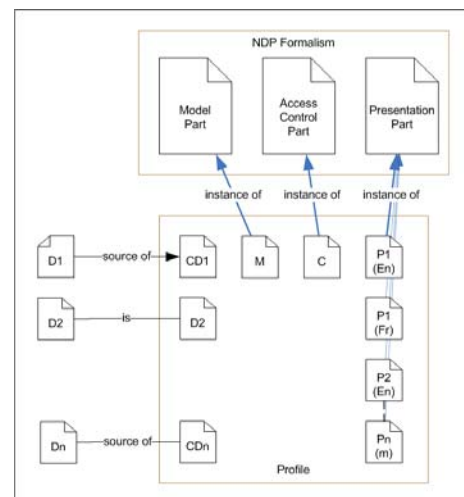 NDP Formalism
Model
Part
Access
Control
Part
Presentation
Part
instance of
instance of
instance of
D1
source of
CD1
M
C
P1
(En)
D2
is
D2
P1
(Fr)
P2
(En)
Dn
source of
CDn
Pn
(m)
Profile